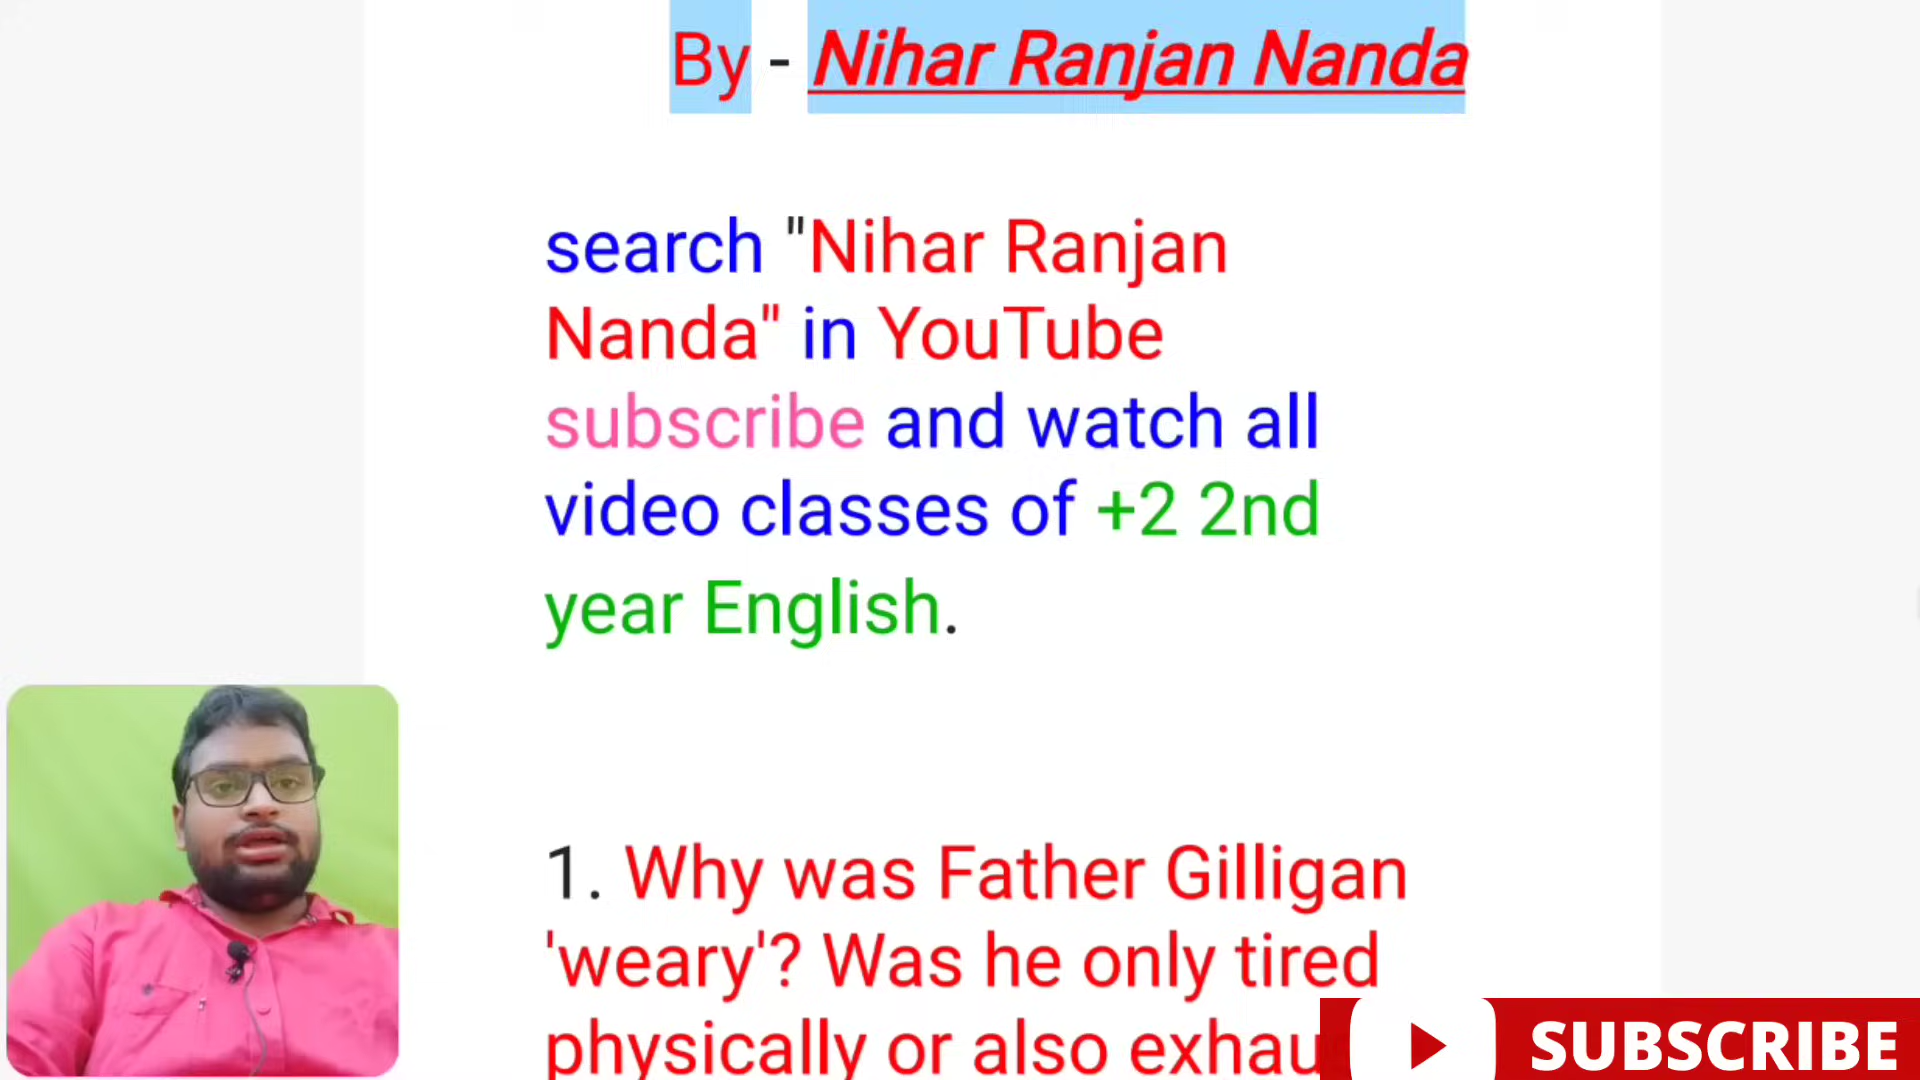 By - Nihar Ranjan Nanda
search "Nihar Ranjan
Nanda" in YouTube
subscribe and watch all
video classes of +2 2nd
year English.
1. Why was Father Gilligan
'weary'? Was he only tired
physically or also exhau
SUBSCRIBE